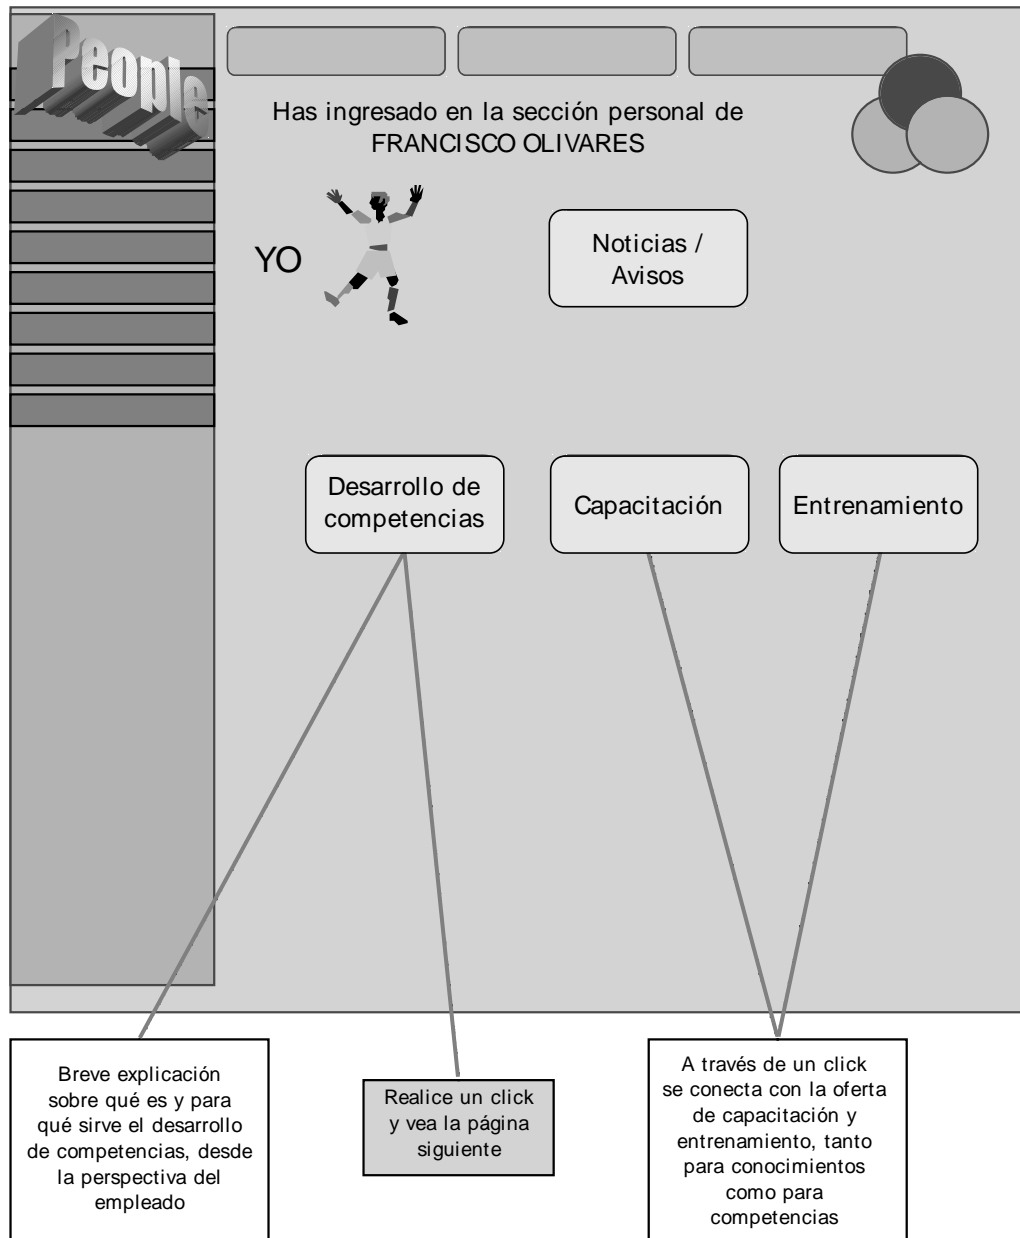 People
Has ingresado en la sección personal de
FRANCISCO OLIVARES
YO
Noticias /
Avisos
Desarrollo de
competencias
Capacitación
Entrenamiento
Breve explicación
sobre qué es y para
qué sirve el desarrollo
de competencias, desde
la perspectiva del
empleado
Realice un click
y vea la página
siguiente
A través de un click
se conecta con la oferta
de capacitación y
entrenamiento, tanto
para conocimientos
como para
competencias